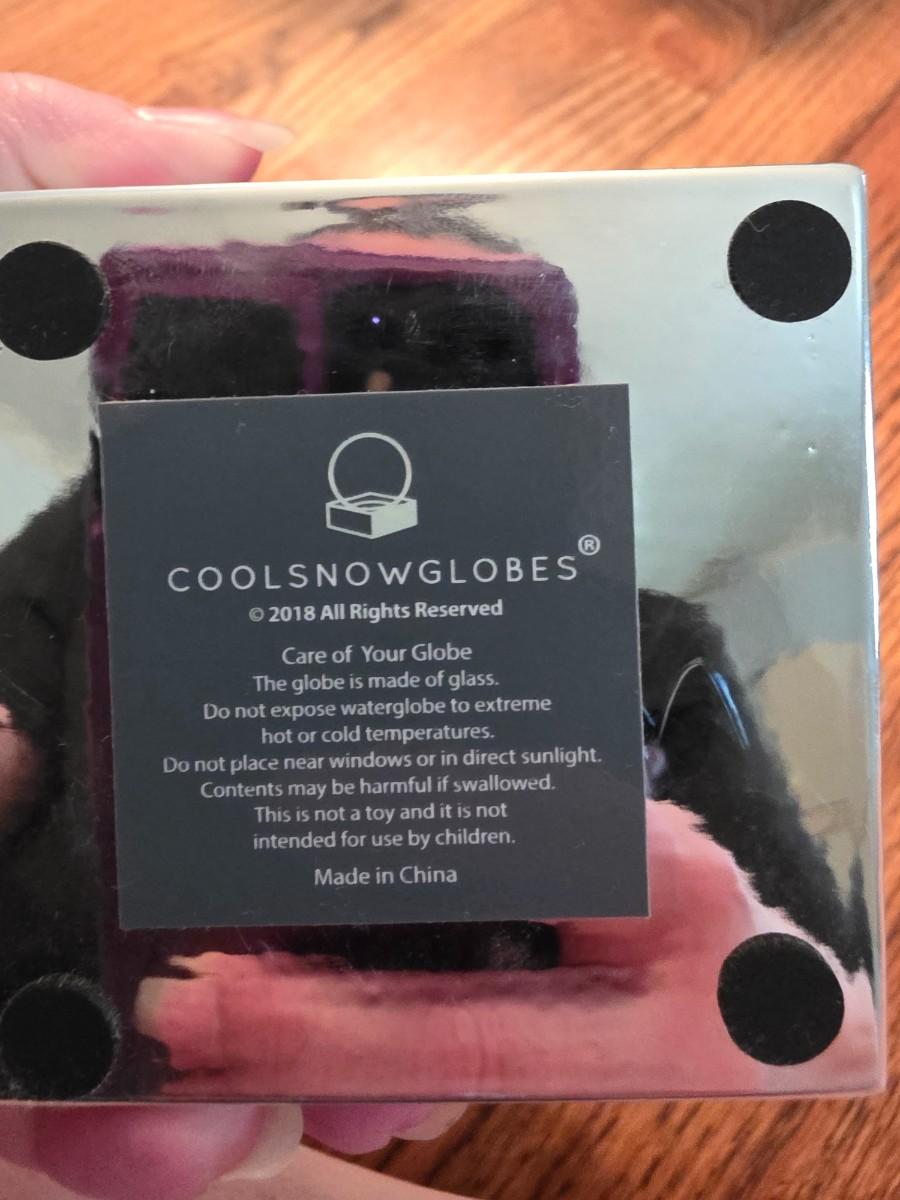 COOLSNOWGLOBES®
© 2018 All Rights Reserved
Care of Your Globe
The globe is made of glass.
Do not expose waterglobe to extreme
hot or cold temperatures.
Do not place near windows or in direct sunlight.
Contents may be harmful if swallowed.
This is not a toy and it is not
intended for use by children.
Made in China